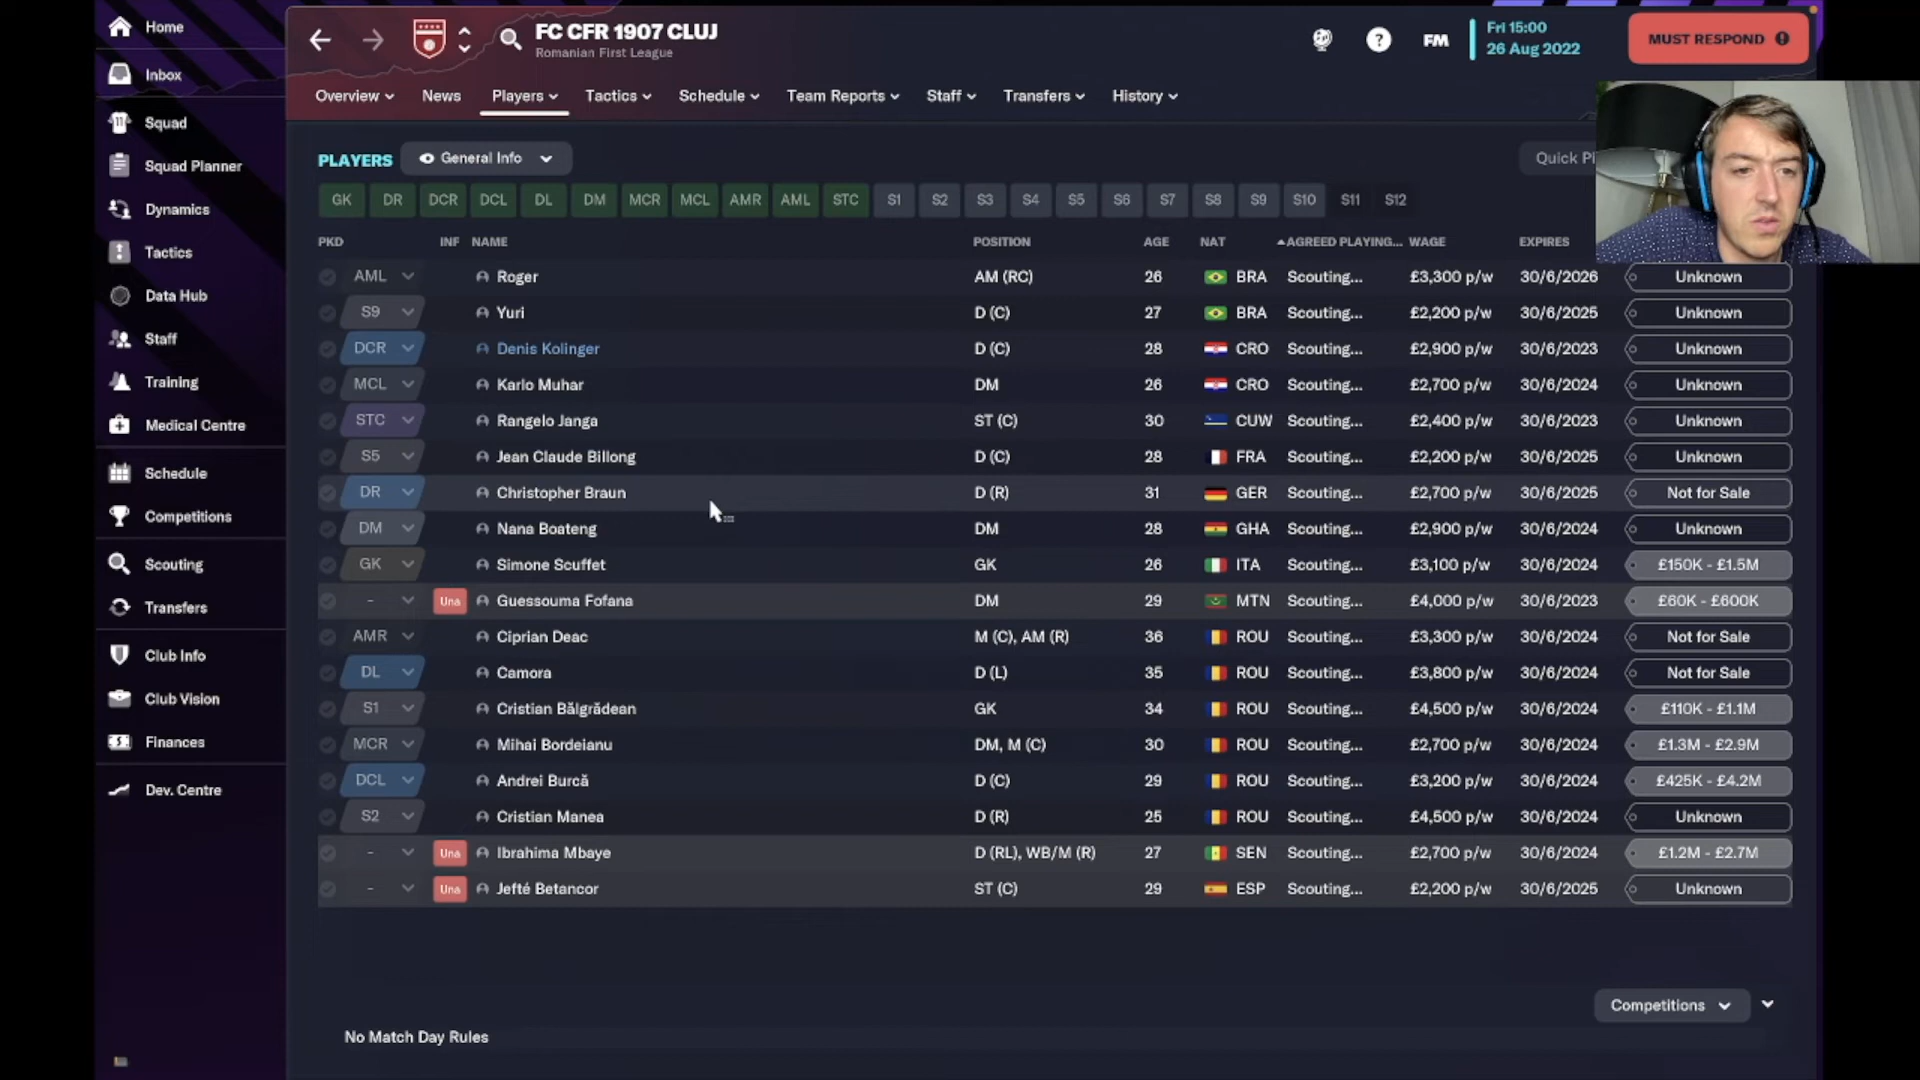 Home
Inbox
Squad
Squad Planner
Dynamics
Tactics
Data Hub
Staff
Training
Medical Centre
Schedule
Competitions
Scouting
Transfers
Club Info
Club Vision
Finances
Dev. Centre
FC CFR 1907 CLUJ
Romanian First League
? FM Fri 15:00
26 Aug 2022
MUST RESPOND
Overview News Players Tactics Schedule Team Reports Staff Transfers History
PLAYERS General Info Quick Pi
GK DR DCR DCL DL DM MCR MCL AMR AML STC S1 S2 S3 S4 S5 S6 S7 S8 S9 S10 S11 S12
PKD INF NAME POSITION AGE NAT AGREED PLAYING... WAGE EXPIRES
AML Roger AM (RC) 26 BRA Scouting... £3,300 p/w 30/6/2026 Unknown
S9 Yuri D (C) 27 BRA Scouting... £2,200 p/w 30/6/2025 Unknown
DCR Denis Kolinger D (C) 28 CRO Scouting... £2,900 p/w 30/6/2023 Unknown
MCL Karlo Muhar DM 26 CRO Scouting... £2,700 p/w 30/6/2024 Unknown
STC Rangelo Janga ST (C) 30 CUW Scouting... £2,400 p/w 30/6/2023 Unknown
S5 Jean Claude Billong D (C) 28 FRA Scouting... £2,200 p/w 30/6/2025 Unknown
DR Christopher Braun D (R) 31 GER Scouting... £2,700 p/w 30/6/2025 Not for Sale
DM Nana Boateng DM 28 GHA Scouting... £2,900 p/w 30/6/2024 Unknown
GK Simone Scuffet GK 26 ITA Scouting... £3,100 p/w 30/6/2024 £150K - £1.5M
- Una Guessouma Fofana DM 29 MTN Scouting... £4,000 p/w 30/6/2023 £60K - £600K
AMR Ciprian Deac M (C), AM (R) 36 ROU Scouting... £3,300 p/w 30/6/2024 Not for Sale
DL Camora D (L) 35 ROU Scouting... £3,800 p/w 30/6/2024 Not for Sale
S1 Cristian Bălgrădean GK 34 ROU Scouting... £4,500 p/w 30/6/2024 £110K - £1.1M
MCR Mihai Bordeianu DM, M (C) 30 ROU Scouting... £2,700 p/w 30/6/2024 £1.3M - £2.9M
DCL Andrei Burcă D (C) 29 ROU Scouting... £3,200 p/w 30/6/2024 £425K - £4.2M
S2 Cristian Manea D (R) 25 ROU Scouting... £4,500 p/w 30/6/2024 Unknown
- Una Ibrahima Mbaye D (RL), WB/M (R) 27 SEN Scouting... £2,700 p/w 30/6/2024 £1.2M - £2.7M
- Una Jefté Betancor ST (C) 29 ESP Scouting... £2,200 p/w 30/6/2025 Unknown
Competitions
No Match Day Rules